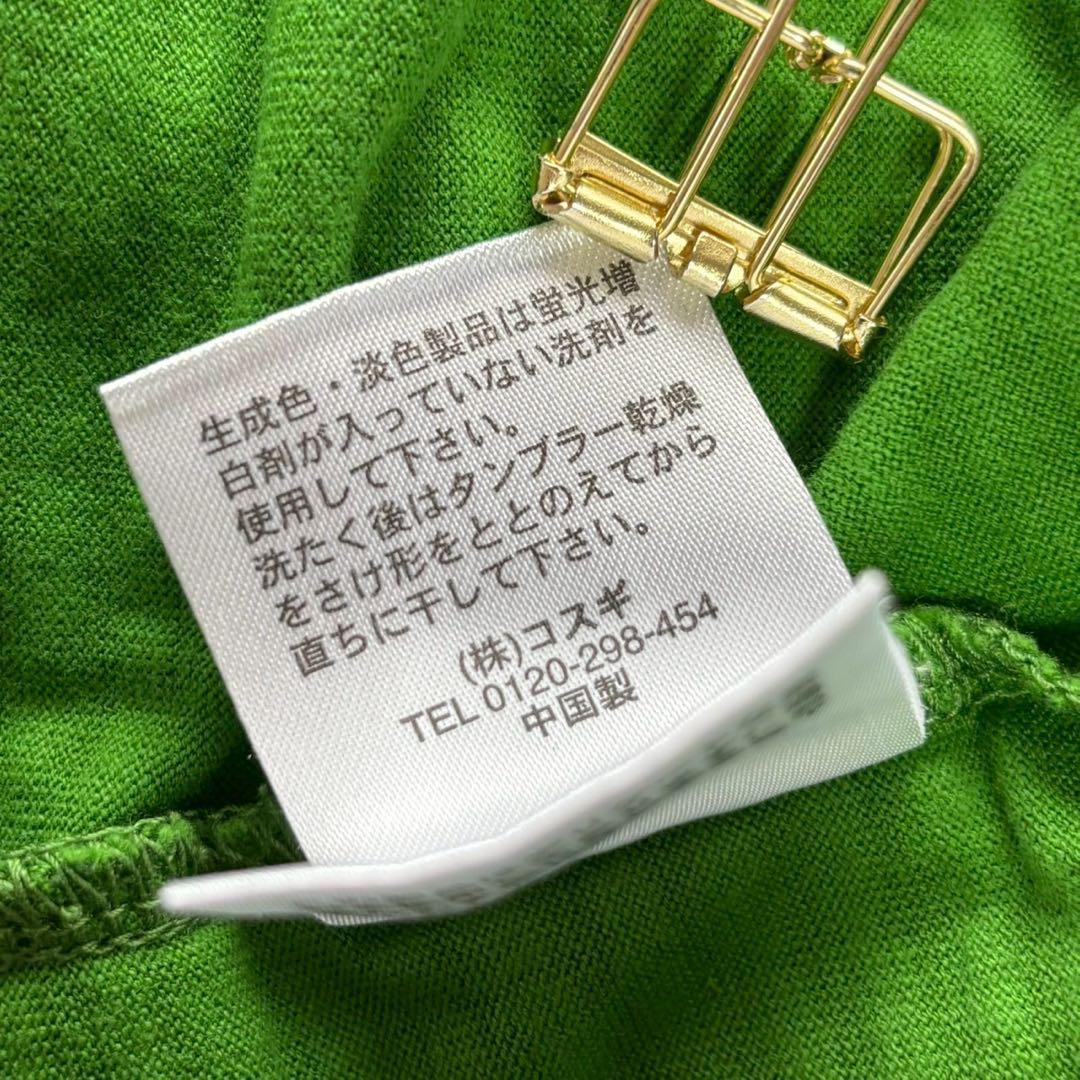 生成色・淡色製品は蛍光増
白剤が入っていない洗剤を
使用して下さい。
洗たく後はタンブラー乾燥
をさけ形をととのえてから
直ちに干して下さい。
(株)コスギ
TEL 0120-298-454
中国製